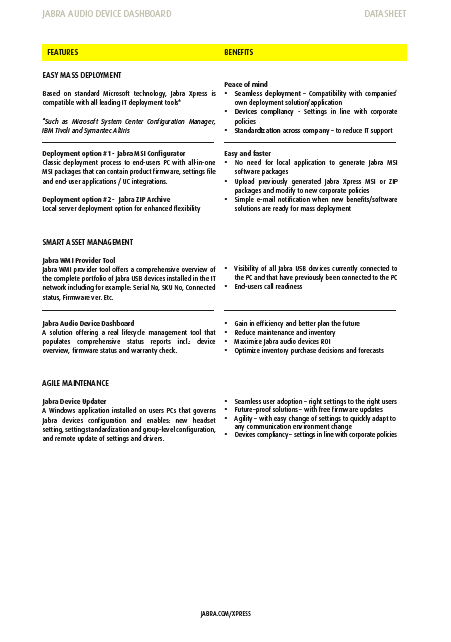 JABRA AUDIO DEVICE DASHBOARD DATASHEET
FEATURES BENEFITS
EASY MASS DEPLOYMENT
Based on standard Microsoft technology, Jabra Xpress is
compatible with all leading IT deployment tools*
*Such as Microsoft System Center Configuration Manager,
IBM Tivoli and Symantec Altiris
Peace of mind
• Seamless deployment – Compatibility with companies'
own deployment solution/application
• Devices compliancy - Settings in line with corporate
policies
• Standardization across company – to reduce IT support
Deployment option #1 - Jabra MSI Configurator
Classic deployment process to end-users PC with all-in-one
MSI packages that can contain product firmware, settings file
and end-user applications / UC integrations.
Deployment option #2 - Jabra ZIP Archive
Local server deployment option for enhanced flexibility
Easy and faster
• No need for local application to generate Jabra MSI
software packages
• Upload previously generated Jabra Xpress MSI or ZIP
packages and modify to new corporate policies
• Simple e-mail notification when new benefits/software
solutions are ready for mass deployment
SMART ASSET MANAGEMENT
Jabra WMI Provider Tool
Jabra WMI provider tool offers a comprehensive overview of
the complete portfolio of Jabra USB devices installed in the IT
network including for example: Serial No, SKU No, Connected
status, Firmware ver. Etc.
• Visibility of all Jabra USB devices currently connected to
the PC and that have previously been connected to the PC
• End-users call readiness
Jabra Audio Device Dashboard
A solution offering a real lifecycle management tool that
populates comprehensive status reports incl.: device
overview, firmware status and warranty check.
• Gain in efficiency and better plan the future
• Reduce maintenance and inventory
• Maximize Jabra audio devices ROI
• Optimize inventory purchase decisions and forecasts
AGILE MAINTENANCE
Jabra Device Updater
A Windows application installed on users PCs that governs
Jabra devices configuration and enables: new headset
setting, setting standardization and group-level configuration,
and remote update of settings and drivers.
• Seamless user adoption – right settings to the right users
• Future-proof solutions – with free firmware updates
• Agility – with easy change of settings to quickly adapt to
any communication environment change
• Devices compliancy – settings in line with corporate policies
JABRA.COM/XPRESS